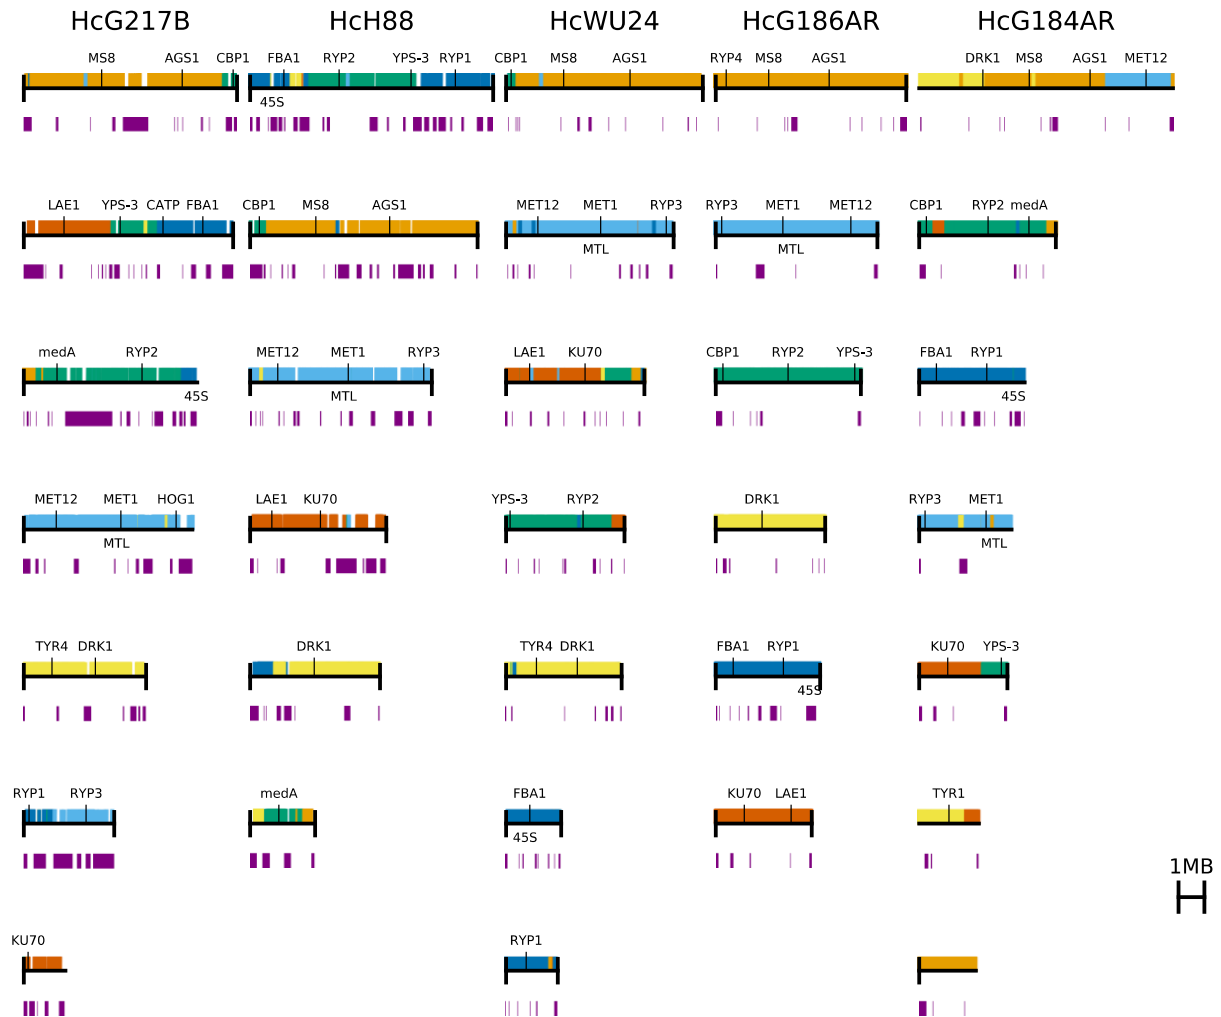 HcG217B HcH88 HcWU24 HcG186AR HcG184AR
MS8 AGS1 CBP1 FBA1 RYP2 YPS-3 RYP1 CBP1 MS8 AGS1 RYP4 MS8 AGS1 DRK1 MS8 AGS1 MET12
45S
LAE1 YPS-3 CATP FBA1 CBP1 MS8 AGS1 MET12 MET1 RYP3 RYP3 MET1 MET12 CBP1 RYP2 medA
MTL MTL
medA RYP2 MET12 MET1 RYP3 LAE1 KU70 CBP1 RYP2 YPS-3 FBA1 RYP1
45S MTL 45S
MET12 MET1 HOG1 LAE1 KU70 YPS-3 RYP2 DRK1 RYP3 MET1
MTL MTL
TYR4 DRK1 DRK1 TYR4 DRK1 FBA1 RYP1 KU70 YPS-3
45S
RYP1 RYP3 medA FBA1 KU70 LAE1 TYR1
45S
1MB
KU70 RYP1